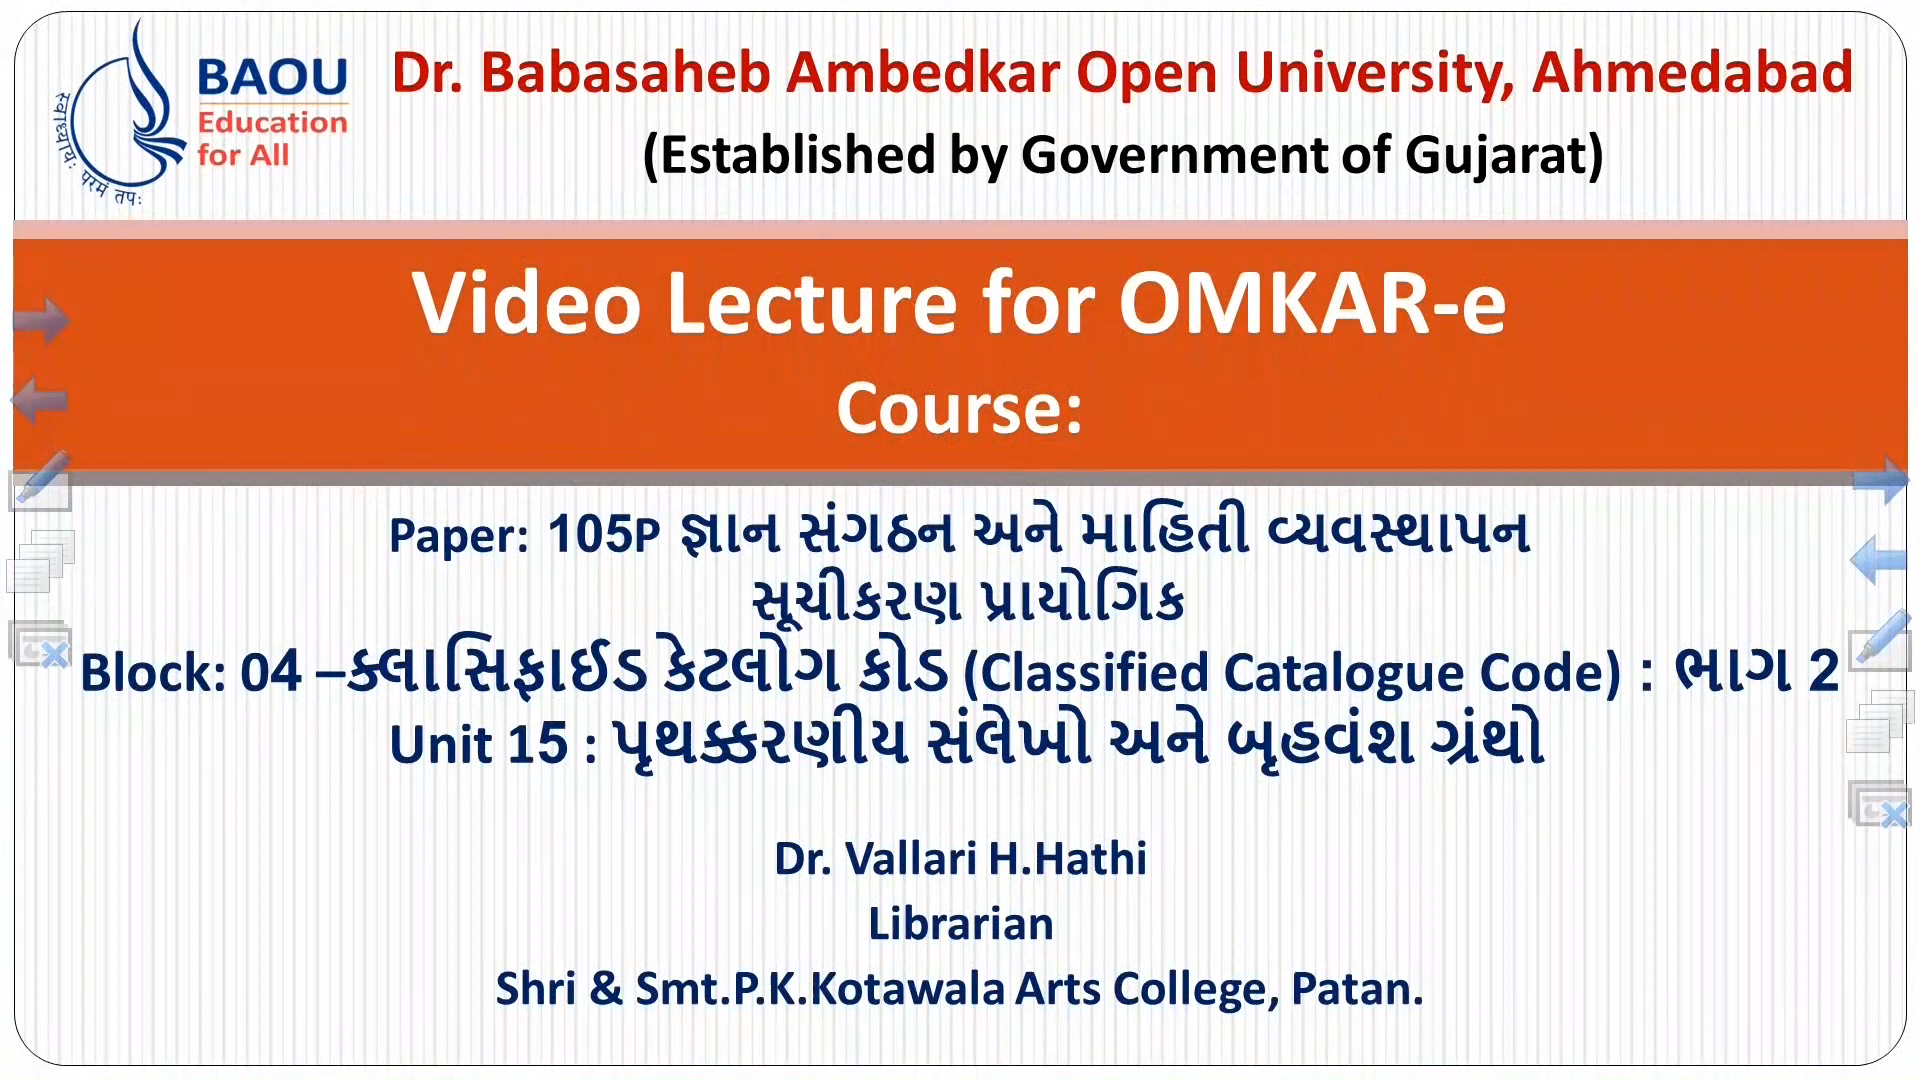 BAOU
Education
for All
स्वाध्यायः परमं तपः
Dr. Babasaheb Ambedkar Open University, Ahmedabad
(Established by Government of Gujarat)
Video Lecture for OMKAR-e
Course:
Paper: 105P જ્ઞાન સંગઠન અને માહિતી વ્યવસ્થાપન
સૂચીકરણ પ્રાયોગિક
Block: 04 –ક્લાસિફાઈડ કેટલોગ કોડ (Classified Catalogue Code) : ભાગ 2
Unit 15 : પૃથક્કરણીય સંલેખો અને બૃહવંશ ગ્રંથો
Dr. Vallari H.Hathi
Librarian
Shri & Smt.P.K.Kotawala Arts College, Patan.